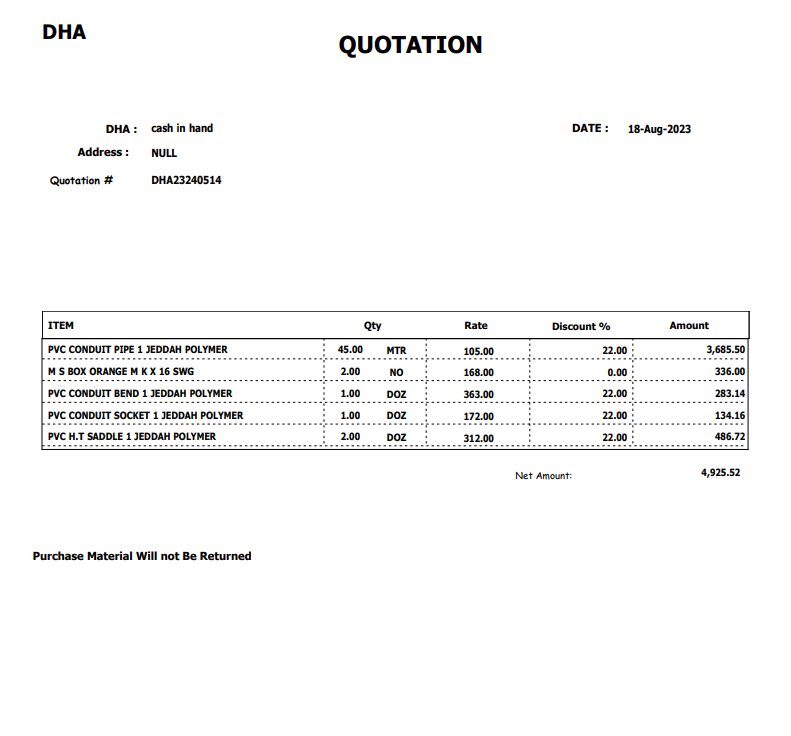 DHA
QUOTATION
DHA : cash in hand DATE : 18-Aug-2023
Address : NULL
Quotation # DHA23240514
ITEM Qty Rate Discount % Amount
PVC CONDUIT PIPE 1 JEDDAH POLYMER 45.00 MTR 105.00 22.00 3,685.50
M S BOX ORANGE M K X 16 SWG 2.00 NO 168.00 0.00 336.00
PVC CONDUIT BEND 1 JEDDAH POLYMER 1.00 DOZ 363.00 22.00 283.14
PVC CONDUIT SOCKET 1 JEDDAH POLYMER 1.00 DOZ 172.00 22.00 134.16
PVC H.T SADDLE 1 JEDDAH POLYMER 2.00 DOZ 312.00 22.00 486.72
Net Amount: 4,925.52
Purchase Material Will not Be Returned